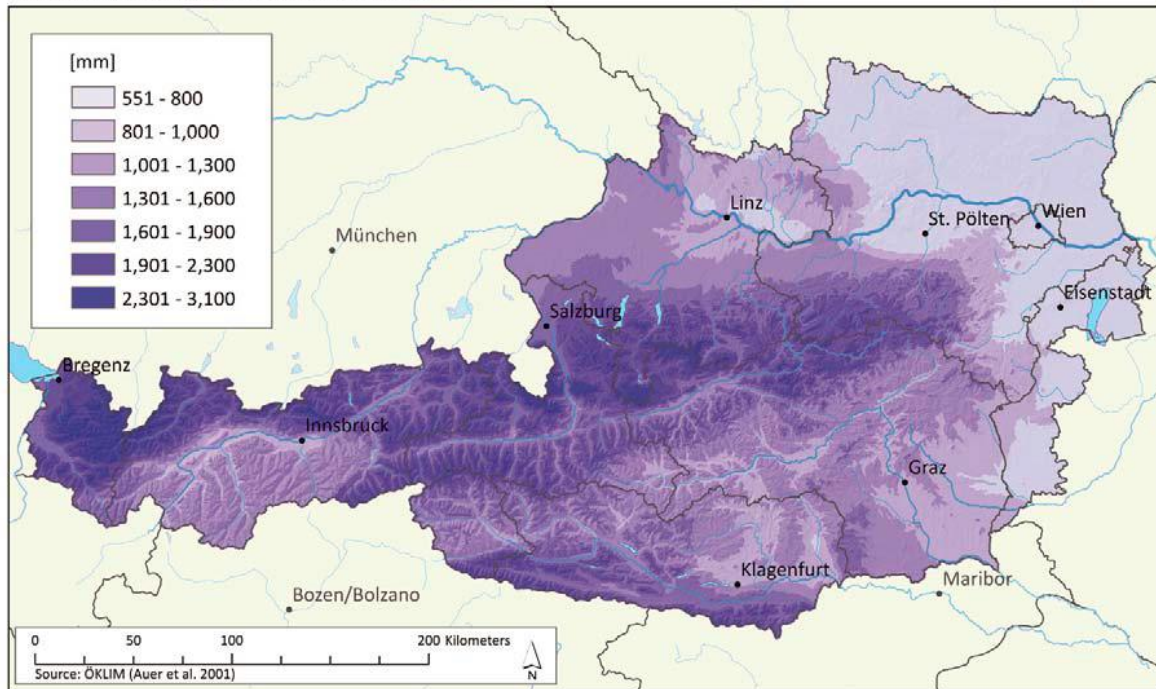 [mm]
551 - 800
801 - 1,000
1,001 - 1,300
1,301 - 1,600
1,601 - 1,900
1,901 - 2,300
2,301 - 3,100
München
Linz
St. Pölten
Wien
Eisenstadt
Salzburg
Bregenz
Innsbruck
Graz
Klagenfurt
Maribor
Bozen/Bolzano
0 50 100 200 Kilometers
Source: ÖKLIM (Auer et al. 2001)
N